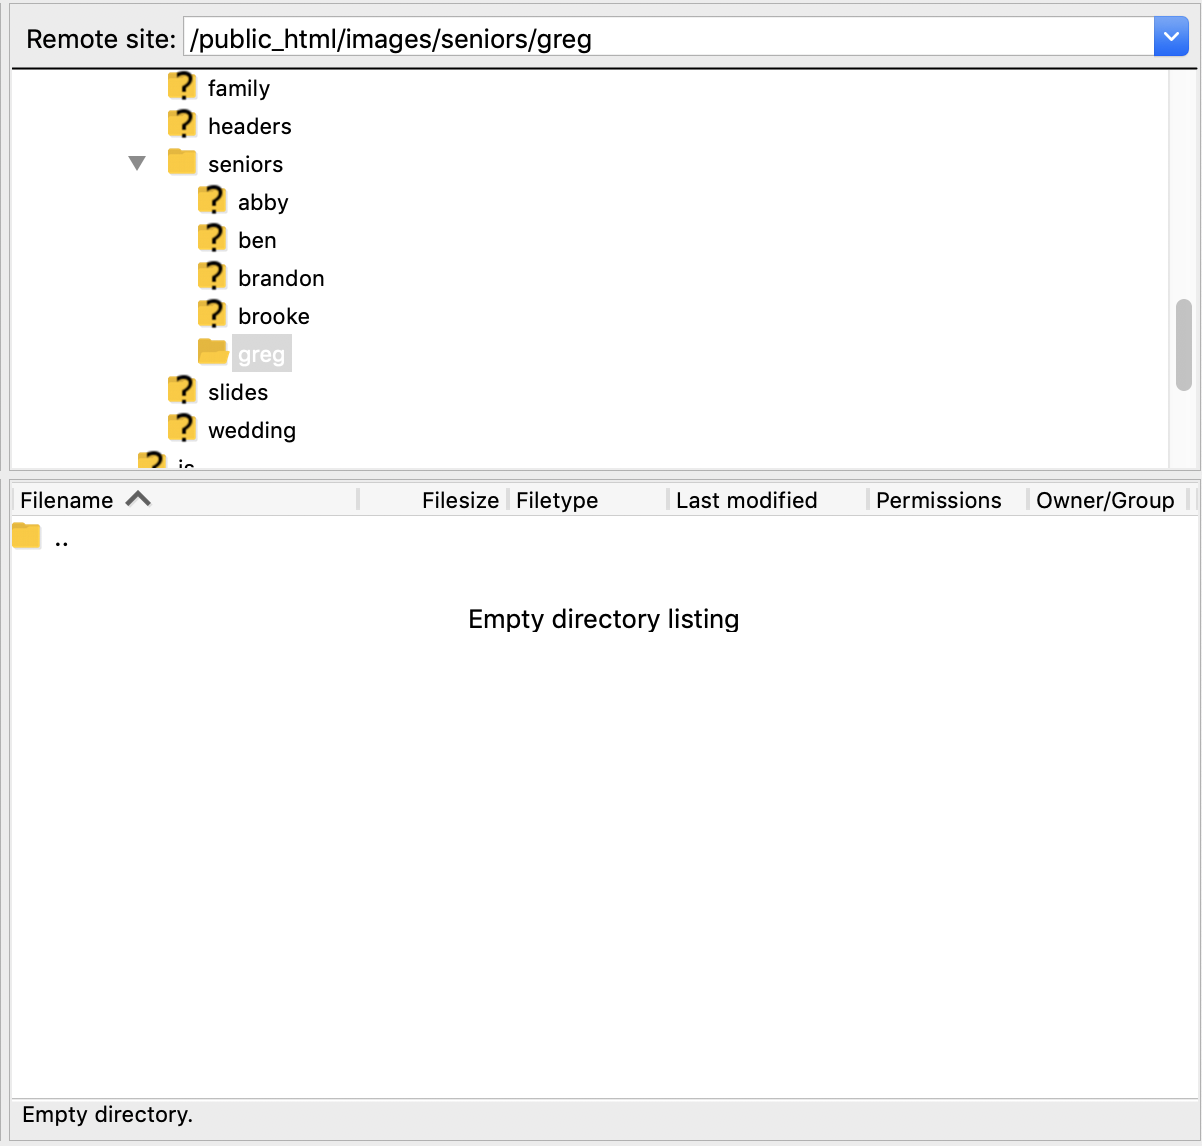 Remote site: /public_html/images/seniors/greg
family
headers
seniors
abby
ben
brandon
brooke
greg
slides
wedding
js
Filename Filesize Filetype Last modified Permissions Owner/Group
..
Empty directory listing
Empty directory.